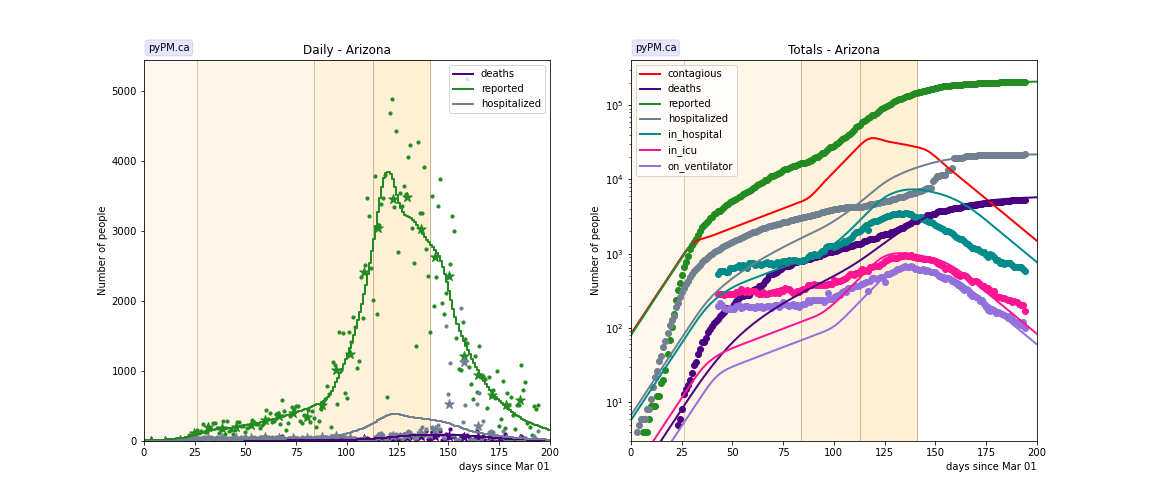 pyPM.ca
Daily - Arizona
deaths
reported
hospitalized
Number of people
5000
4000
3000
2000
1000
0
0 25 50 75 100 125 150 175 200
days since Mar 01
pyPM.ca
Totals - Arizona
contagious
deaths
reported
hospitalized
in_hospital
in_icu
on_ventilator
Number of people
10⁵
10⁴
10³
10²
10¹
0 25 50 75 100 125 150 175 200
days since Mar 01